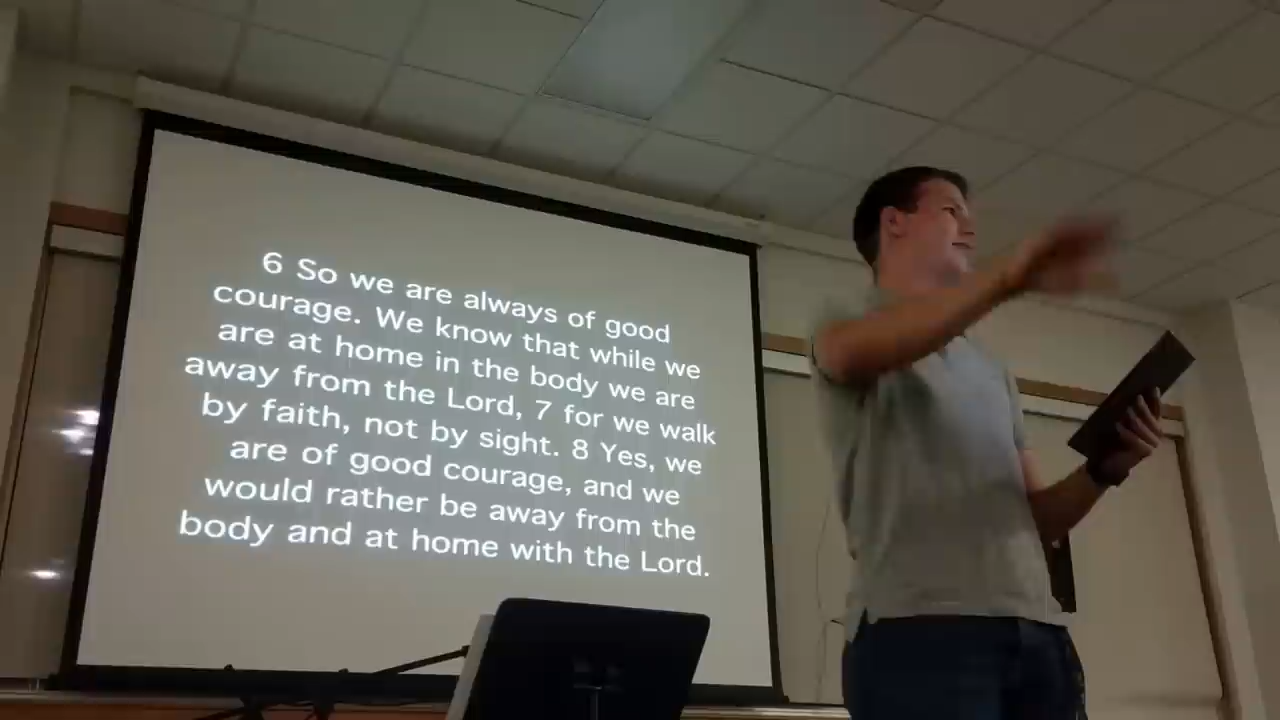 6 So we are always of good
courage. We know that while we
are at home in the body we are
away from the Lord, 7 for we walk
by faith, not by sight. 8 Yes, we
are of good courage, and we
would rather be away from the
body and at home with the Lord.